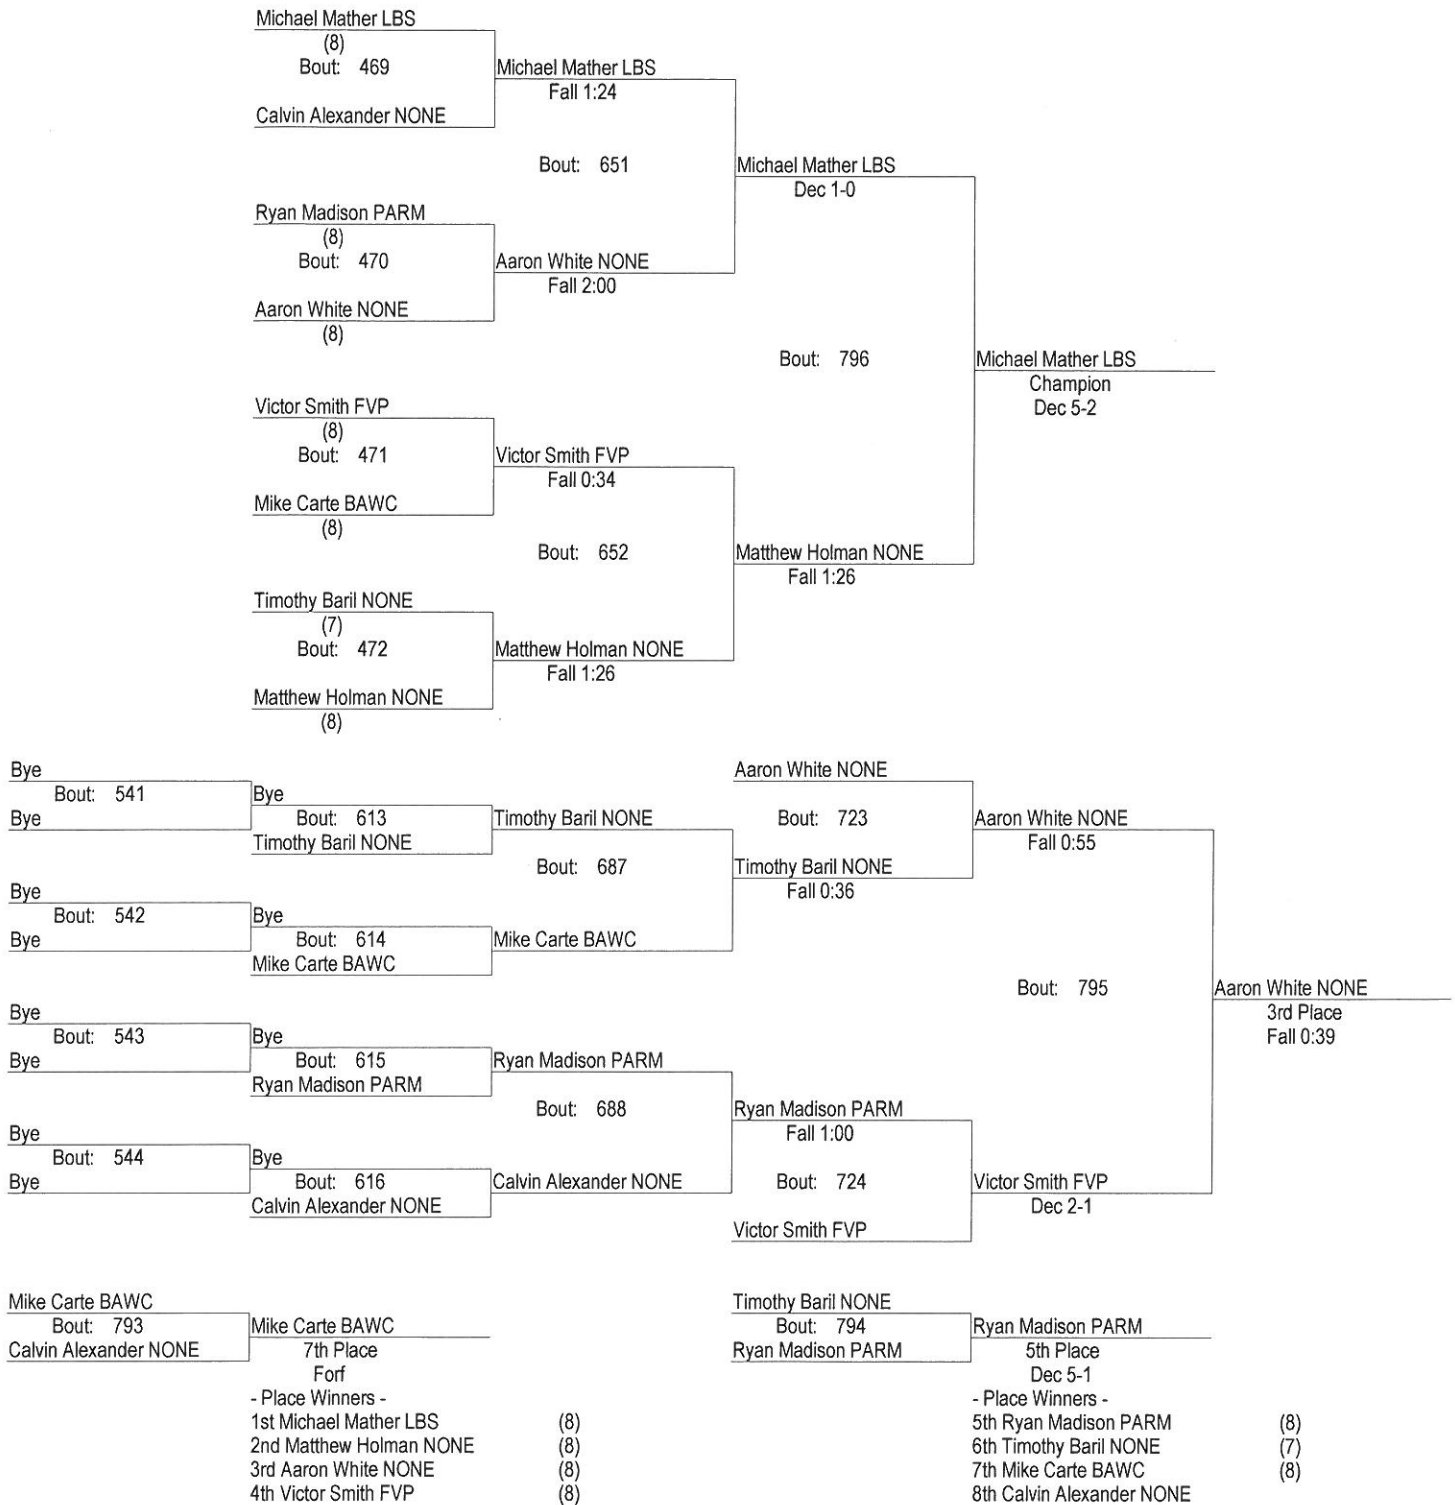 Michael Mather LBS
(8)
Bout: 469
Michael Mather LBS
Fall 1:24
Calvin Alexander NONE
Bout: 651
Michael Mather LBS
Dec 1-0
Ryan Madison PARM
(8)
Bout: 470
Aaron White NONE
Fall 2:00
Aaron White NONE
(8)
Bout: 796
Michael Mather LBS
Champion
Dec 5-2
Victor Smith FVP
(8)
Bout: 471
Victor Smith FVP
Fall 0:34
Mike Carte BAWC
(8)
Bout: 652
Matthew Holman NONE
Fall 1:26
Timothy Baril NONE
(7)
Bout: 472
Matthew Holman NONE
Fall 1:26
Matthew Holman NONE
(8)
Bye
Bout: 541
Bye
Bye
Bout: 613
Timothy Baril NONE
Timothy Baril NONE
Bout: 687
Bye
Bout: 542
Bye
Bye
Bout: 614
Mike Carte BAWC
Mike Carte BAWC
Aaron White NONE
Bout: 723
Timothy Baril NONE
Fall 0:36
Aaron White NONE
Fall 0:55
Bout: 795
Aaron White NONE
3rd Place
Fall 0:39
Bye
Bout: 543
Bye
Bye
Bout: 615
Ryan Madison PARM
Ryan Madison PARM
Bout: 688
Bye
Bout: 544
Bye
Bye
Bout: 616
Calvin Alexander NONE
Calvin Alexander NONE
Ryan Madison PARM
Fall 1:00
Bout: 724
Victor Smith FVP
Victor Smith FVP
Dec 2-1
Mike Carte BAWC
Bout: 793
Calvin Alexander NONE
Mike Carte BAWC
7th Place
Forf
Timothy Baril NONE
Bout: 794
Ryan Madison PARM
Ryan Madison PARM
5th Place
Dec 5-1
- Place Winners -
1st Michael Mather LBS (8)
2nd Matthew Holman NONE (8)
3rd Aaron White NONE (8)
4th Victor Smith FVP (8)
- Place Winners -
5th Ryan Madison PARM (8)
6th Timothy Baril NONE (7)
7th Mike Carte BAWC (8)
8th Calvin Alexander NONE